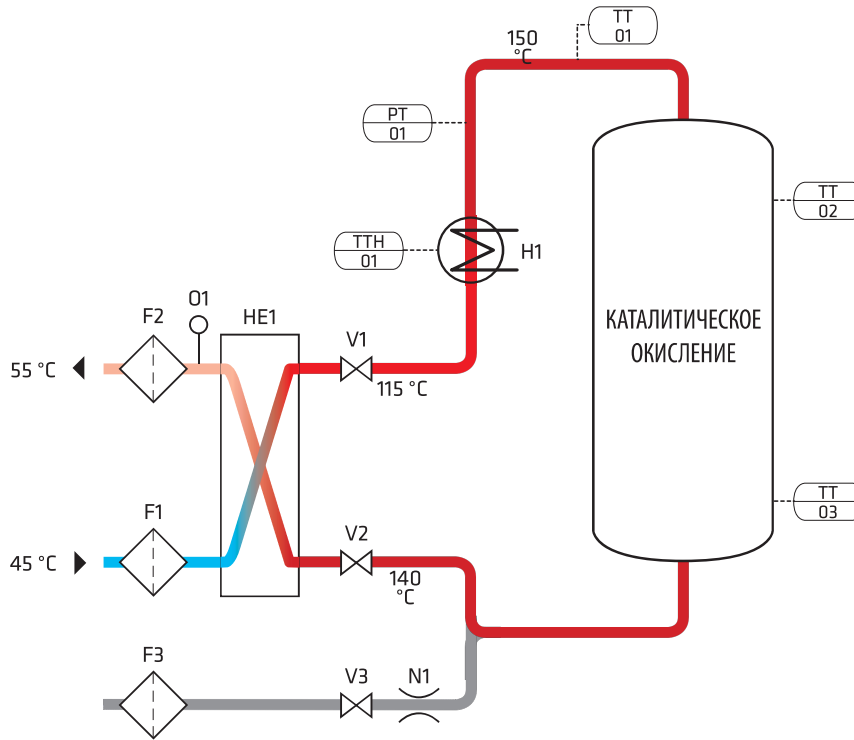 TT
01
150
°C
PT
01
TT
02
TTH
01
H1
O1
F2
HE1
V1
КАТАЛИТИЧЕСКОЕ
ОКИСЛЕНИЕ
55 °C
115 °C
TT
03
F1
V2
45 °C
140
°C
F3
V3
N1